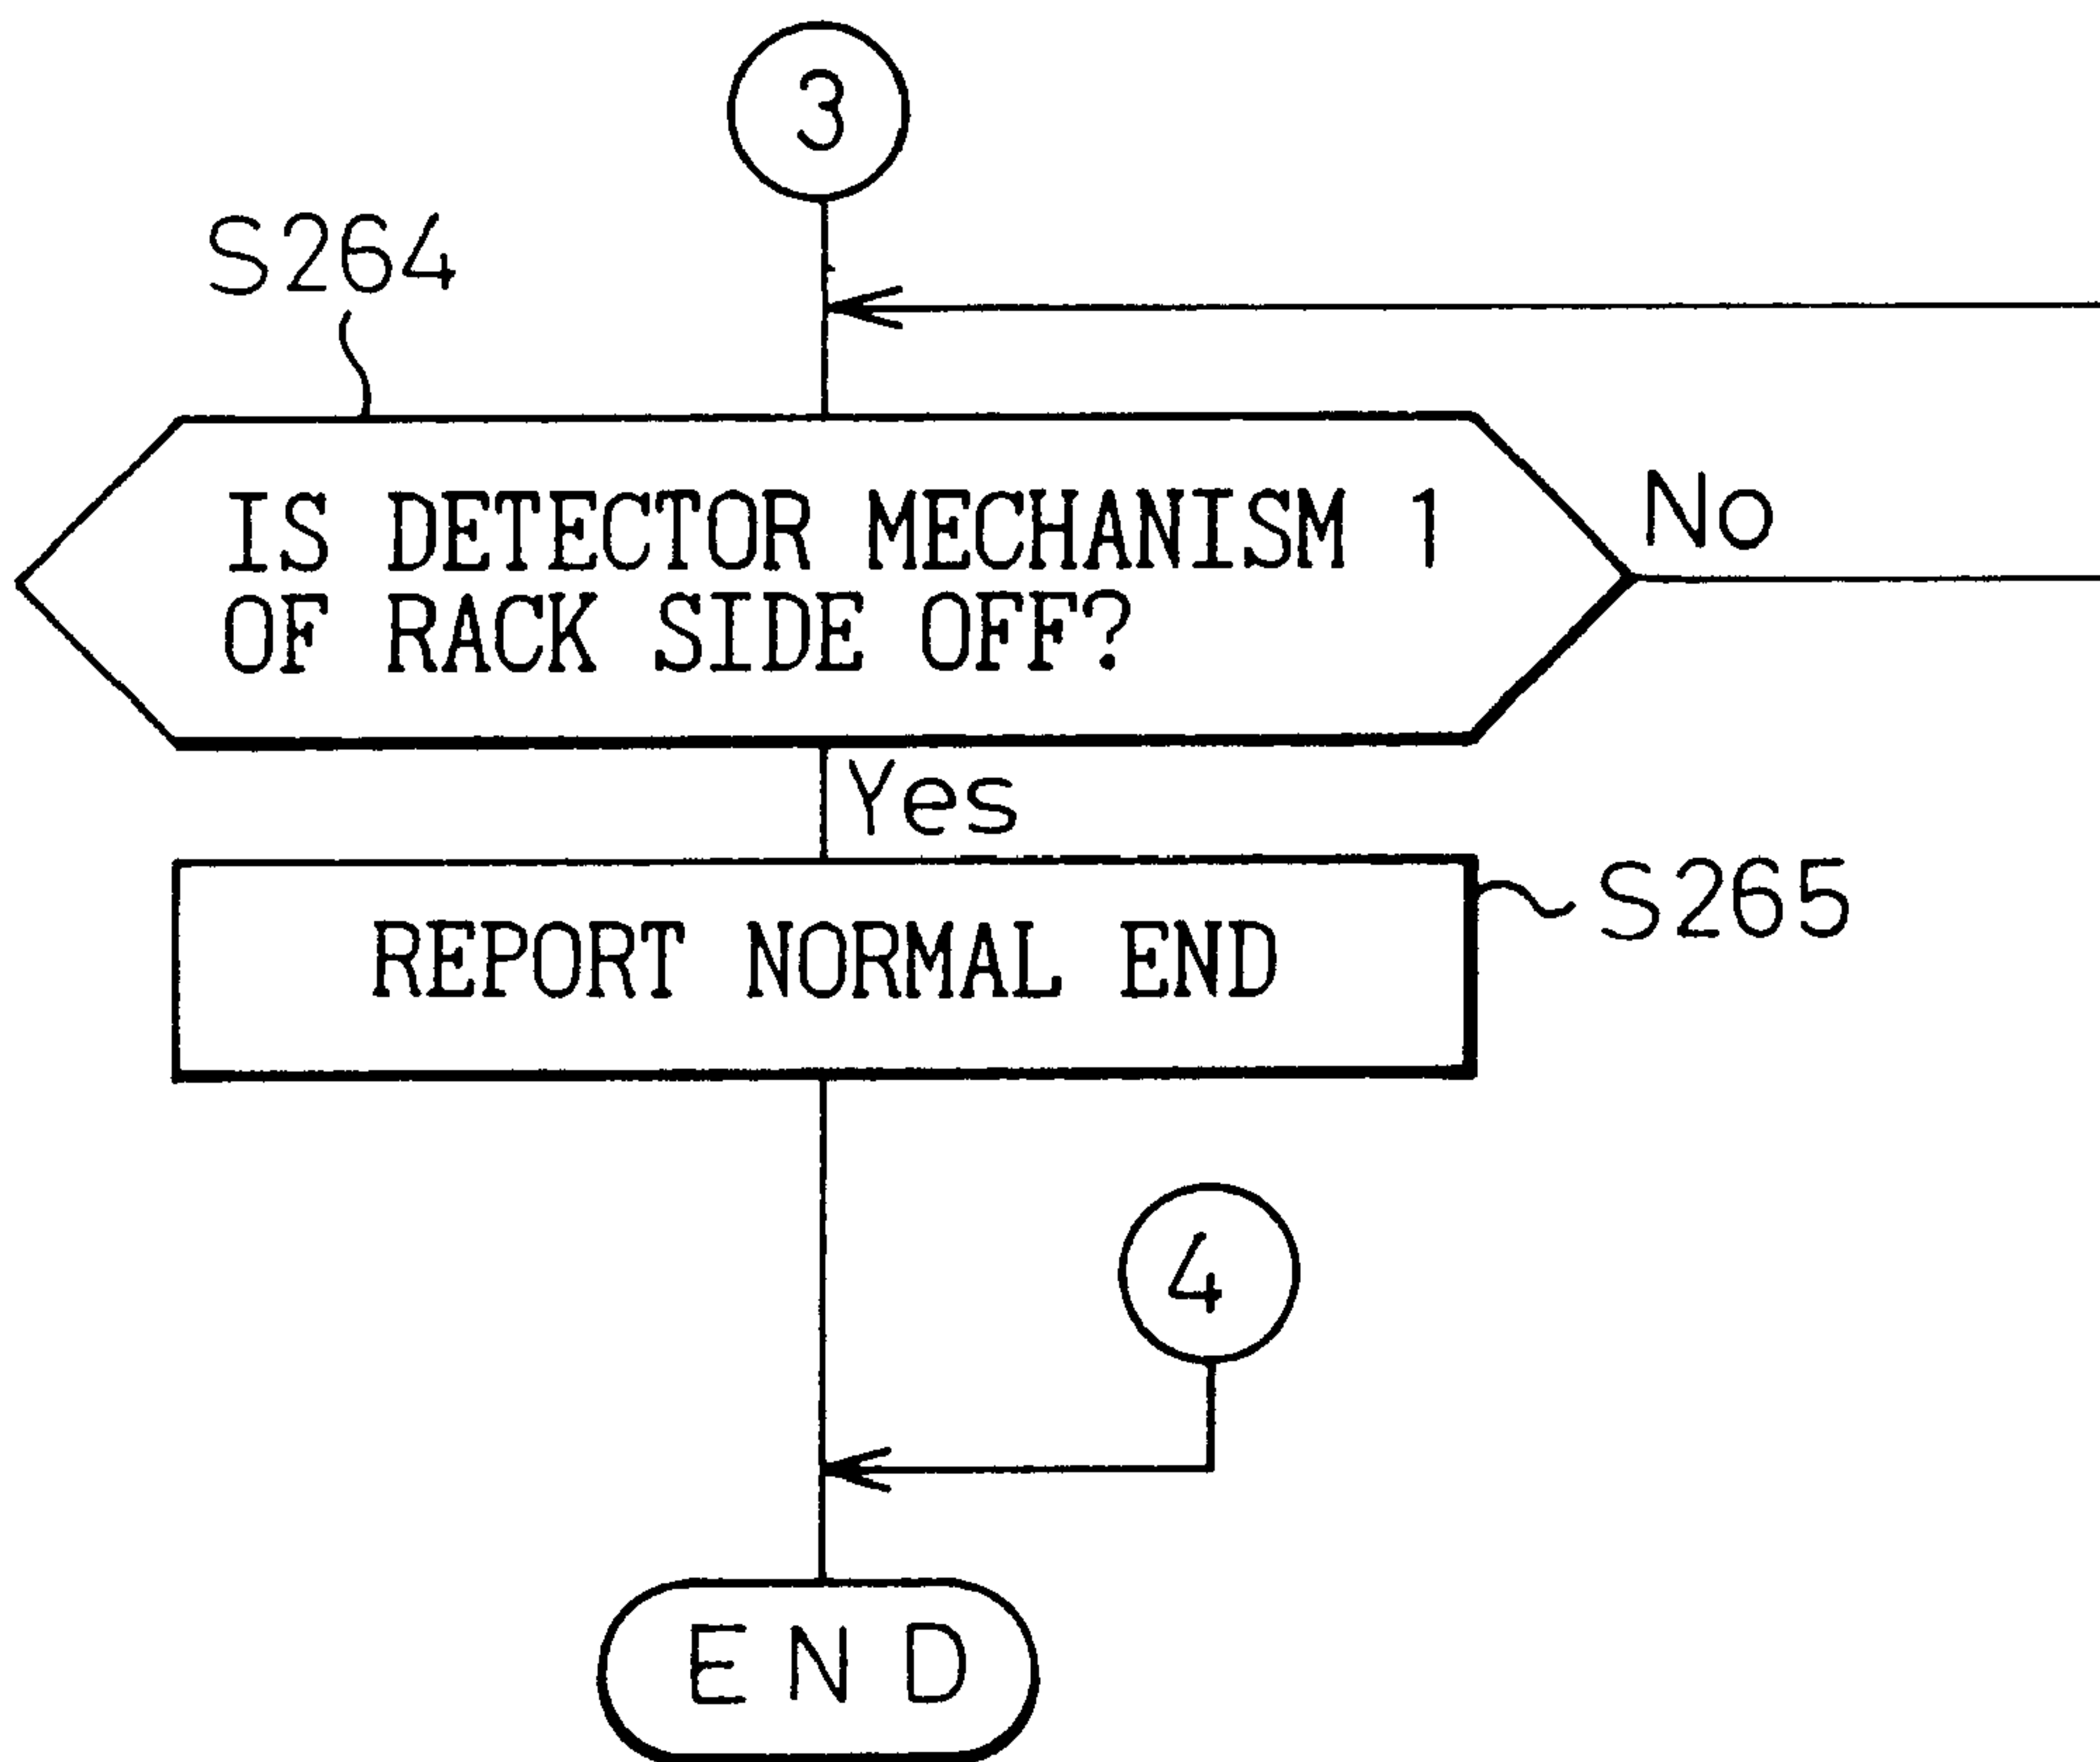 3
S264
IS DETECTOR MECHANISM 1
OF RACK SIDE OFF?
No
Yes
REPORT NORMAL END
S265
4
END